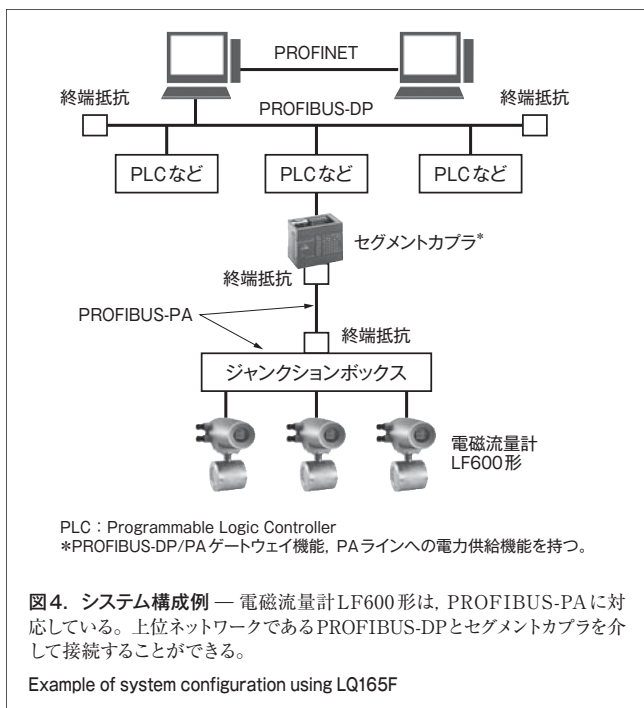 PROFINET
終端抵抗
PROFIBUS-DP
終端抵抗
PLCなど
PLCなど
PLCなど
セグメントカプラ*
終端抵抗
PROFIBUS-PA
終端抵抗
ジャンクションボックス
電磁流量計
LF600形
PLC：Programmable Logic Controller
*PROFIBUS-DP/PAゲートウェイ機能，PAラインへの電力供給機能を持つ。
図4．システム構成例 — 電磁流量計LF600形は，PROFIBUS-PAに対
応している。上位ネットワークであるPROFIBUS-DPとセグメントカプラを介
して接続することができる。
Example of system configuration using LQ165F